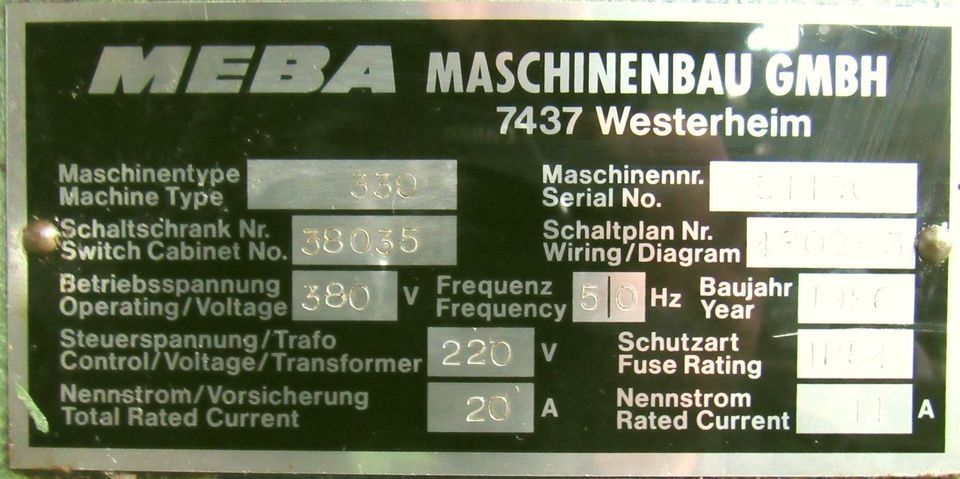 MEBA MASCHINENBAU GMBH
7437 Westerheim
Maschinentype 330 Maschinennr.
Machine Type Serial No.
Schaltschrank Nr. 38035 Schaltplan Nr.
Switch Cabinet No. Wiring/Diagram
Betriebsspannung 380 V Frequenz 50 Hz Baujahr
Operating/Voltage Frequency Year
Steuerspannung/Trafo 220 V Schutzart IP54
Control/Voltage/Transformer Fuse Rating
Nennstrom/Vorsicherung 20 A Nennstrom 14 A
Total Rated Current Rated Current